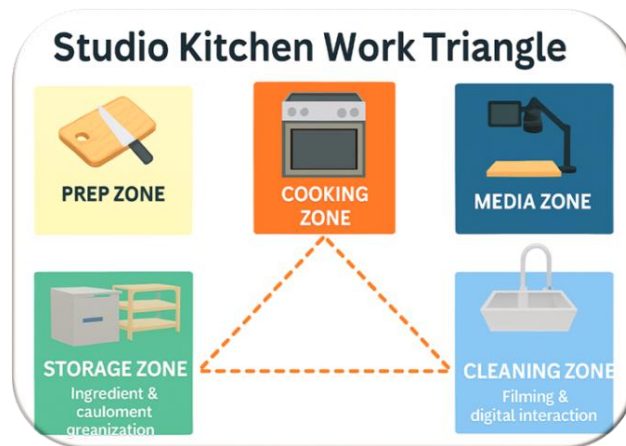 Studio Kitchen Work Triangle
PREP ZONE
COOKING
ZONE
MEDIA ZONE
STORAGE ZONE
Ingredient &
cauloment
greanization
CLEANING ZONE
Filming &
digital interaction